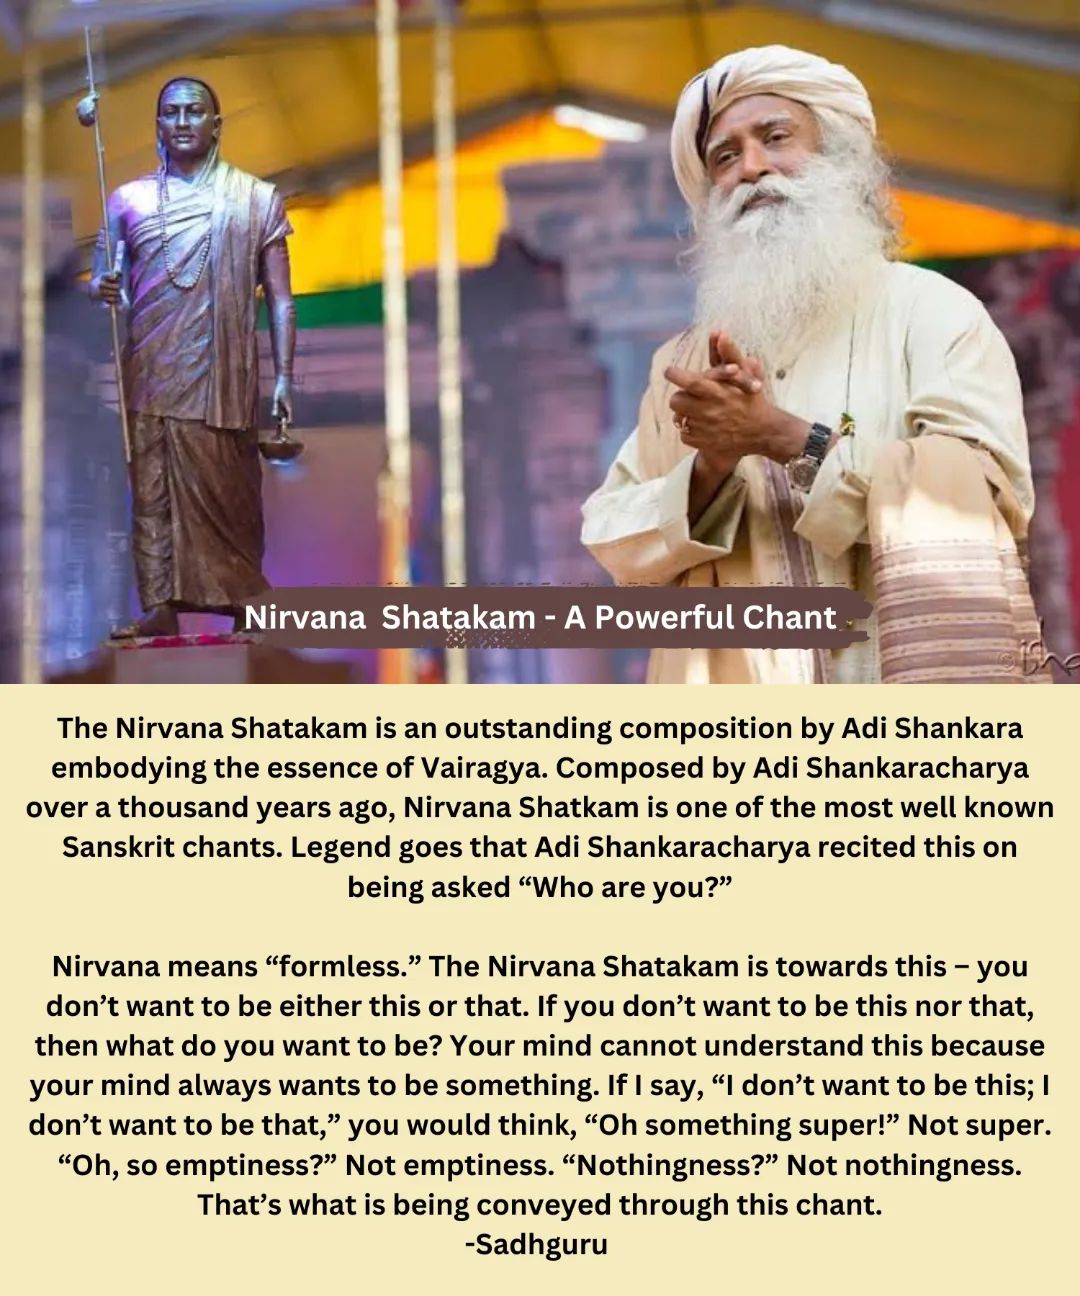 Nirvana Shatakam - A Powerful Chant
The Nirvana Shatakam is an outstanding composition by Adi Shankara
embodying the essence of Vairagya. Composed by Adi Shankaracharya
over a thousand years ago, Nirvana Shatkam is one of the most well known
Sanskrit chants. Legend goes that Adi Shankaracharya recited this on
being asked “Who are you?”
Nirvana means “formless.” The Nirvana Shatakam is towards this – you
don’t want to be either this or that. If you don’t want to be this nor that,
then what do you want to be? Your mind cannot understand this because
your mind always wants to be something. If I say, “I don’t want to be this; I
don’t want to be that,” you would think, “Oh something super!” Not super.
“Oh, so emptiness?” Not emptiness. “Nothingness?” Not nothingness.
That’s what is being conveyed through this chant.
-Sadhguru